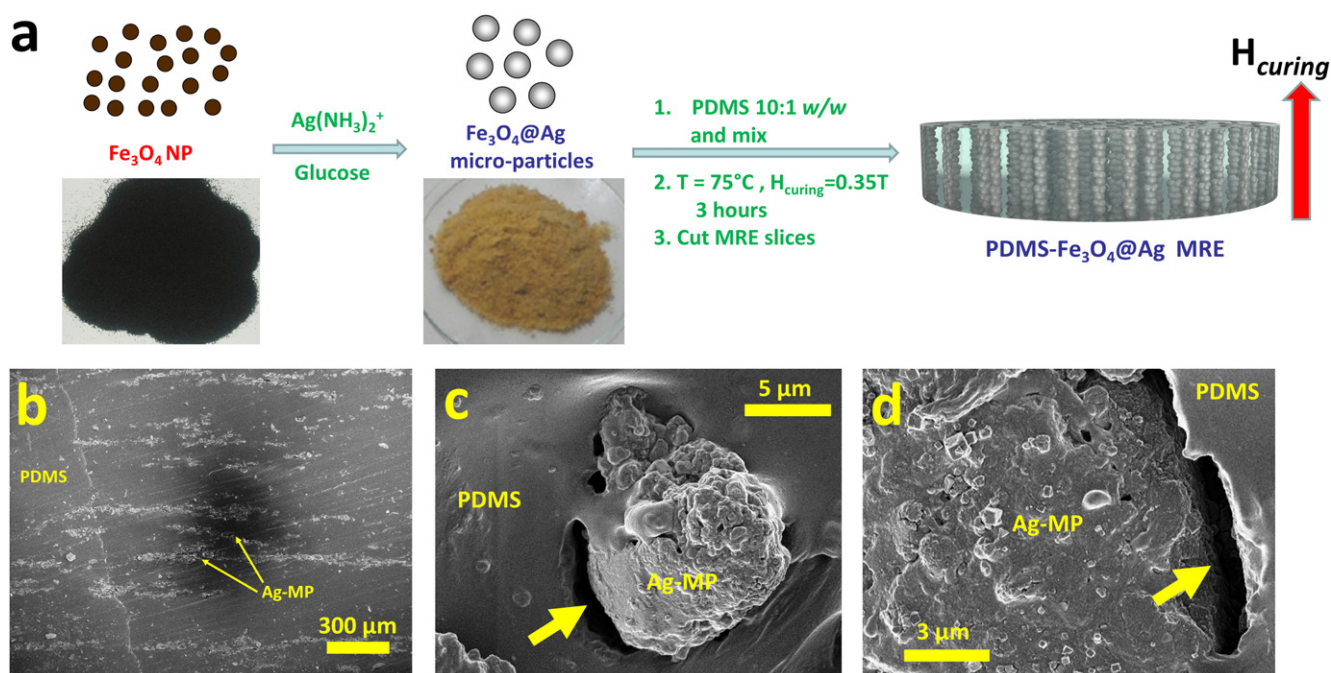 a
Fe₃O₄ NP
Ag(NH₃)₂⁺
Glucose
Fe₃O₄@Ag
micro-particles
1. PDMS 10:1 w/w
and mix
2. T = 75°C , H_curing=0.35T
3 hours
3. Cut MRE slices
H_curing
PDMS-Fe₃O₄@Ag MRE
b
PDMS
Ag-MP
300 µm
c
5 µm
PDMS
Ag-MP
d
PDMS
Ag-MP
3 µm